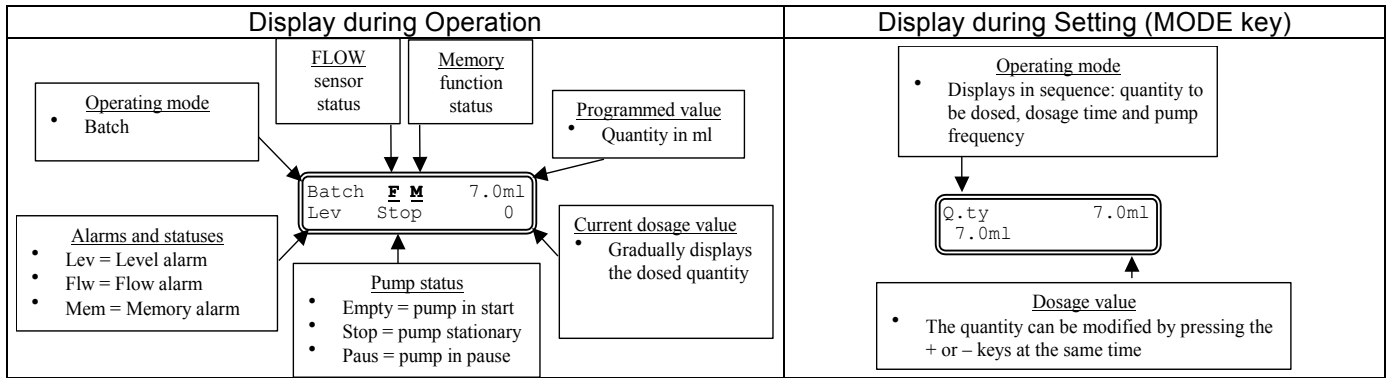 Display during Operation
Display during Setting (MODE key)
FLOW
sensor
status
Memory
function
status
• Operating mode
Batch
Programmed value
• Quantity in ml
Batch F M 7.0ml
Lev Stop 0
Alarms and statuses
• Lev = Level alarm
• Flw = Flow alarm
• Mem = Memory alarm
Pump status
• Empty = pump in start
• Stop = pump stationary
• Paus = pump in pause
Current dosage value
• Gradually displays
the dosed quantity
Operating mode
• Displays in sequence: quantity to
be dosed, dosage time and pump
frequency
Q.ty 7.0ml
7.0ml
Dosage value
• The quantity can be modified by pressing the
+ or – keys at the same time